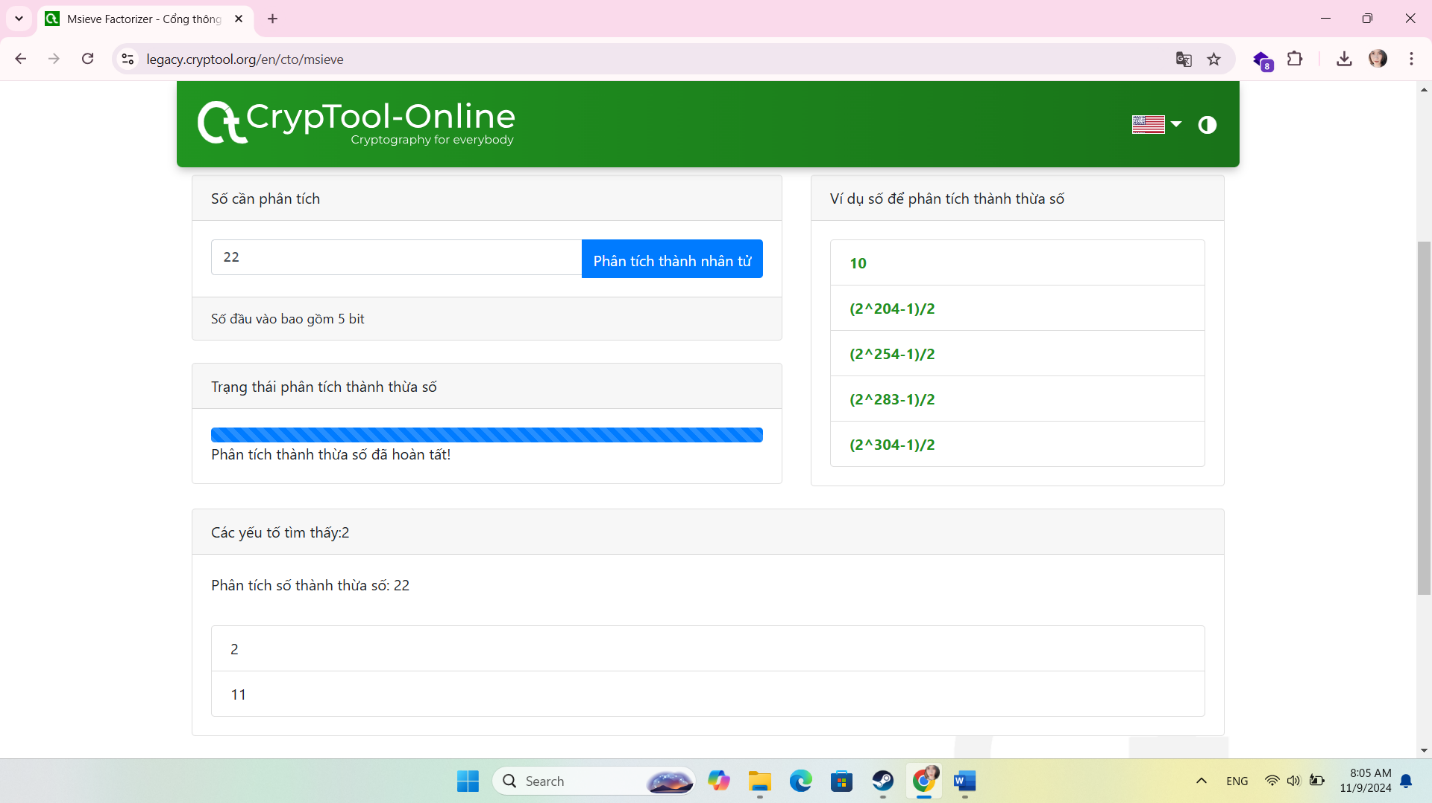 Msieve Factorizer - Cổng thông
legacy.cryptool.org/en/cto/msieve
8
CrypTool-Online
Cryptography for everybody
Số cần phân tích
22
Phân tích thành nhân tử
Số đầu vào bao gồm 5 bit
Trạng thái phân tích thành thừa số
Phân tích thành thừa số đã hoàn tất!
Ví dụ số để phân tích thành thừa số
10
(2^204-1)/2
(2^254-1)/2
(2^283-1)/2
(2^304-1)/2
Các yếu tố tìm thấy:2
Phân tích số thành thừa số: 22
2
11
Search
ENG
8:05 AM
11/9/2024